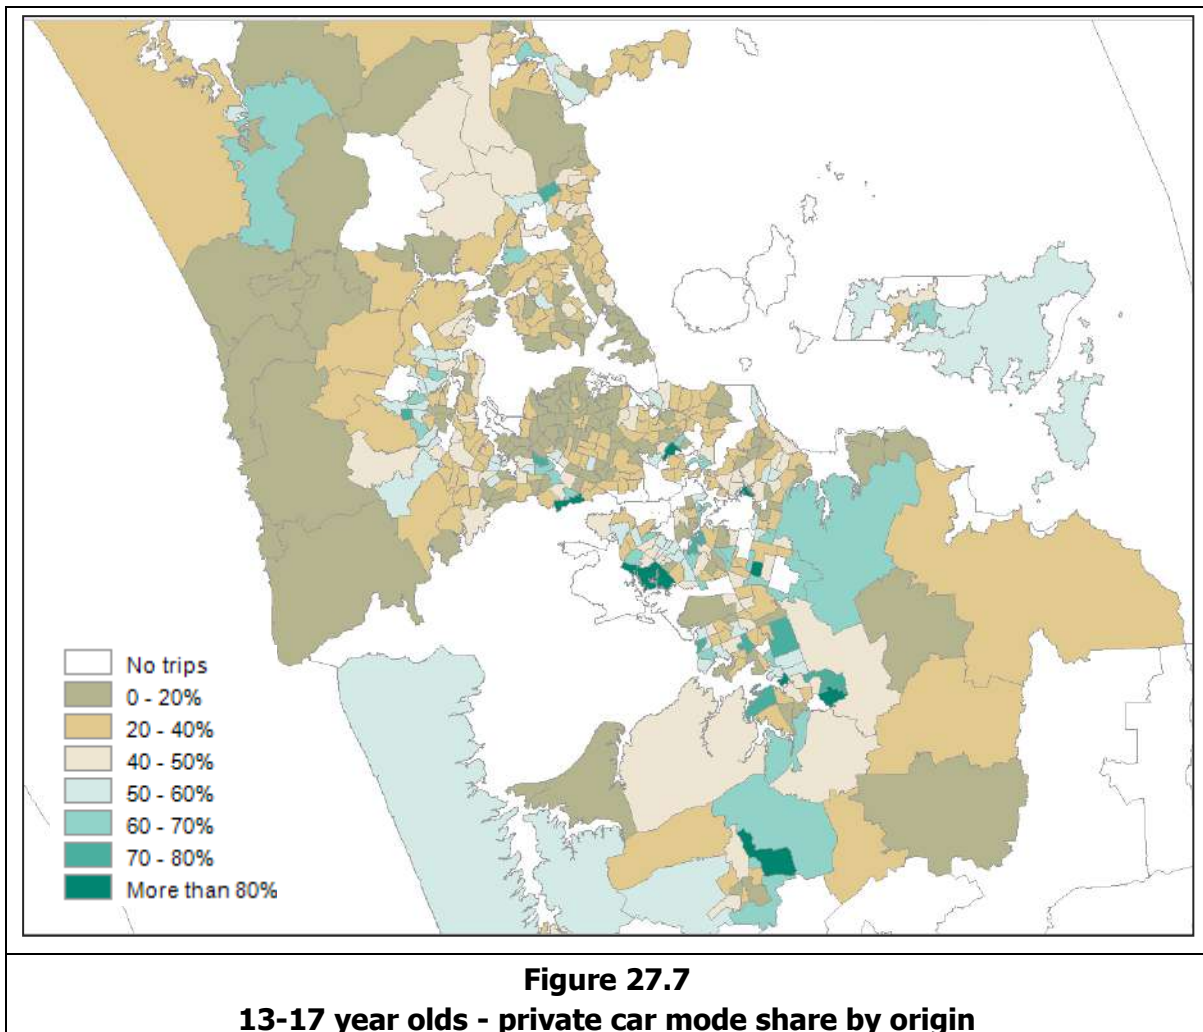 No trips
0 - 20%
20 - 40%
40 - 50%
50 - 60%
60 - 70%
70 - 80%
More than 80%
Figure 27.7
13-17 year olds - private car mode share by origin